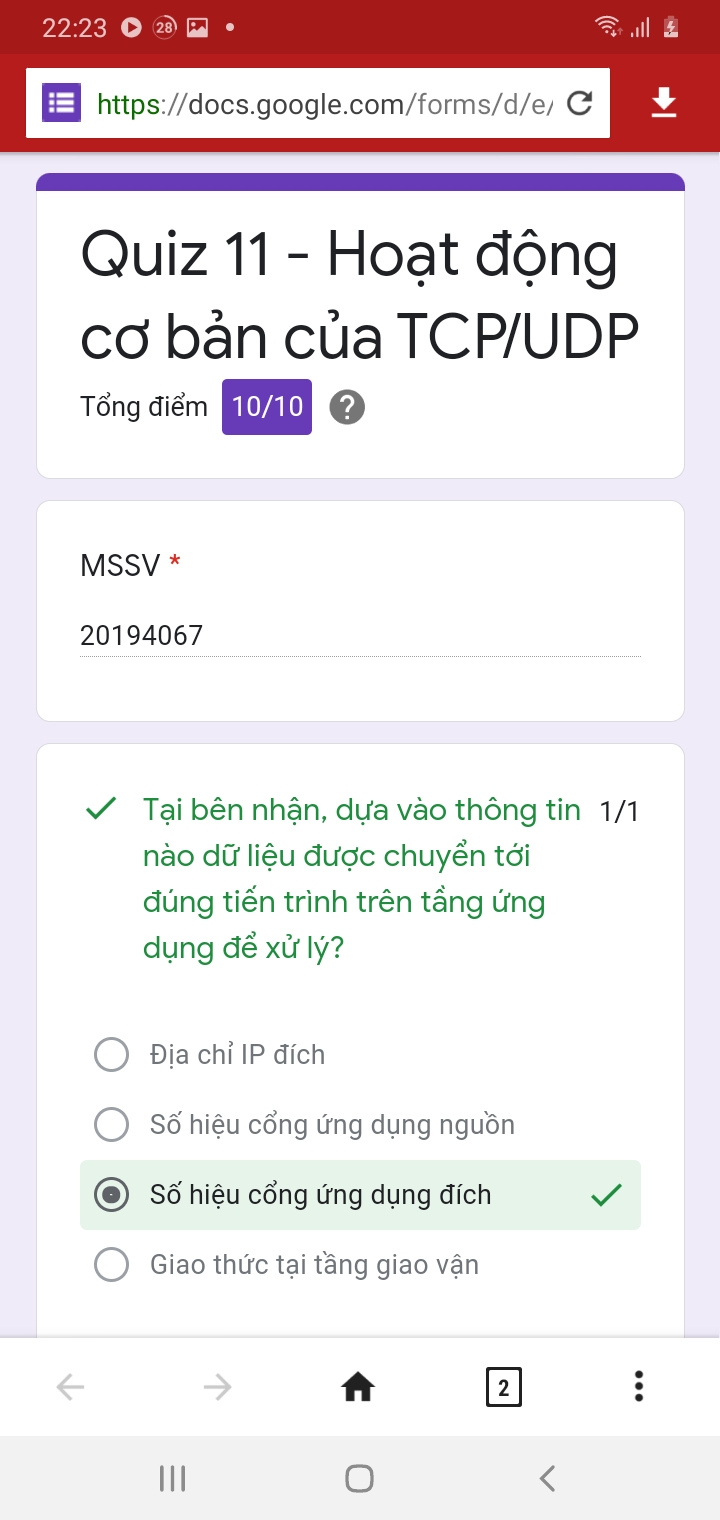 22:23
28
https://docs.google.com/forms/d/e/
Quiz 11 - Hoạt động
cơ bản của TCP/UDP
Tổng điểm 10/10 ?
MSSV *
20194067
Tại bên nhận, dựa vào thông tin 1/1
nào dữ liệu được chuyển tới
đúng tiến trình trên tầng ứng
dụng để xử lý?
Địa chỉ IP đích
Số hiệu cổng ứng dụng nguồn
Số hiệu cổng ứng dụng đích
Giao thức tại tầng giao vận
2